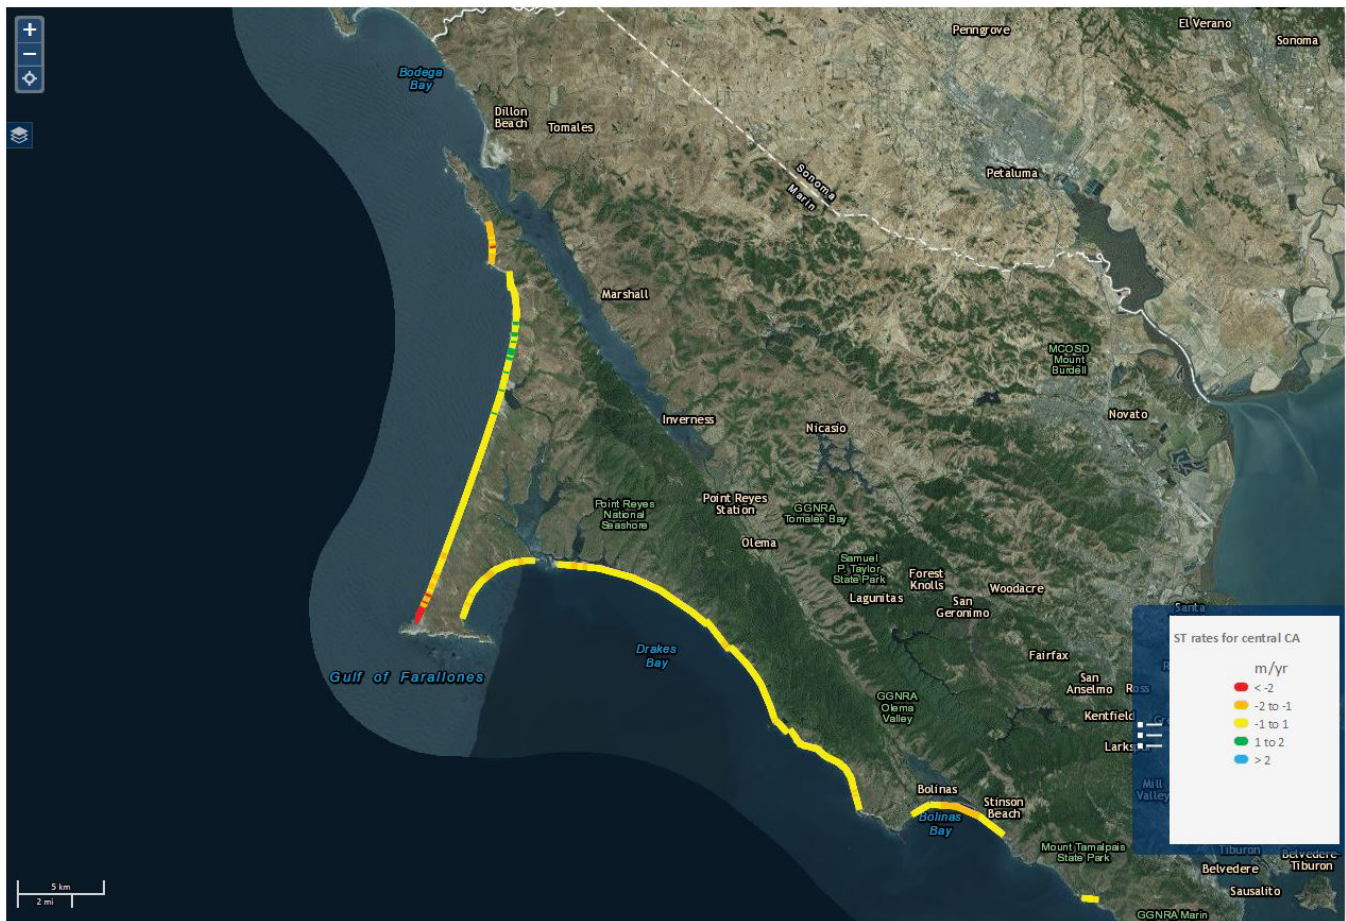 +
−
Bodega
Bay
Dillon
Beach
Tomales
Penngrove
El Verano
Sonoma
Petaluma
Sonoma
Marin
Marshall
MCOSD
Mount
Burdell
Novato
Inverness
Nicasio
Point Reyes
National
Seashore
Point Reyes
Station
GGNRA
Tomales Bay
Olema
Samuel
P. Taylor
State Park
Lagunitas
Forest
Knolls
San
Geronimo
Woodacre
Drakes
Bay
Gulf of Farallones
Fairfax
San
Anselmo
Ross
Kentfield
GGNRA
Olema
Valley
Santa
ST rates for central CA
m/yr
< -2
-2 to -1
-1 to 1
1 to 2
> 2
Mill
Valley
Bolinas
Stinson
Beach
Bolinas
Bay
Mount Tamalpais
State Park
Tiburon
Belvedere
Belvedere-
Tiburon
Sausalito
GGNRA Marin
5 km
2 mi